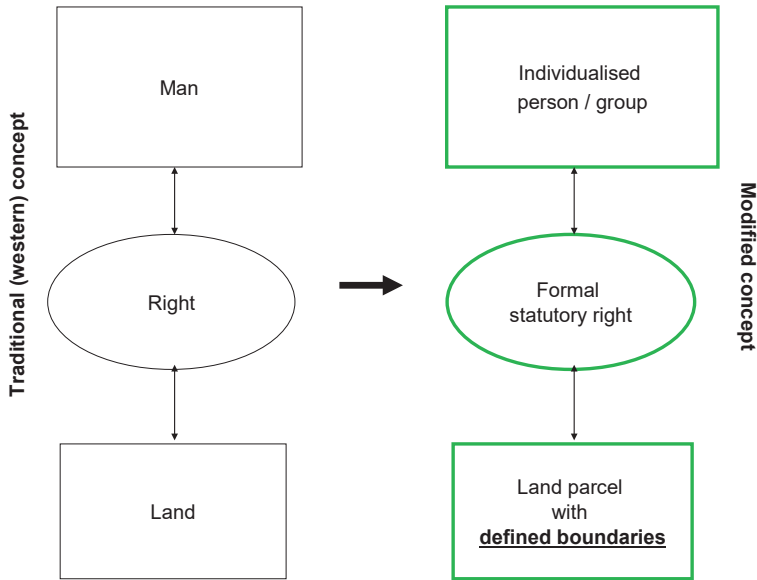 Traditional (western) concept
Man
Right
Land
Individualised
person / group
Formal
statutory right
Land parcel
with
defined boundaries
Modified concept